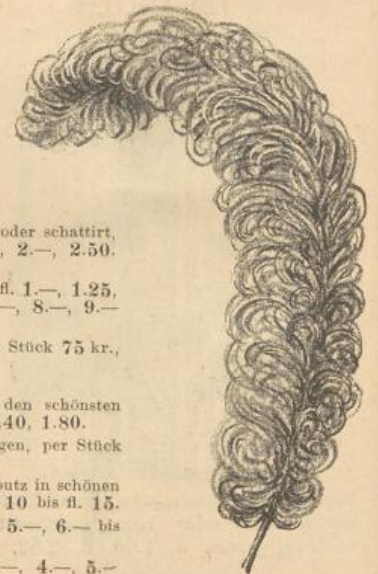 oder schattirt,
, 2.—, 2.50.
fl. 1.—, 1.25,
—, 8.—, 9.—
Stück 75 kr.,
den schönsten
.40, 1.80.
gen, per Stück
putz in schönen
10 bis fl. 15.
5.—, 6.— bis
—, 4.—, 5.—